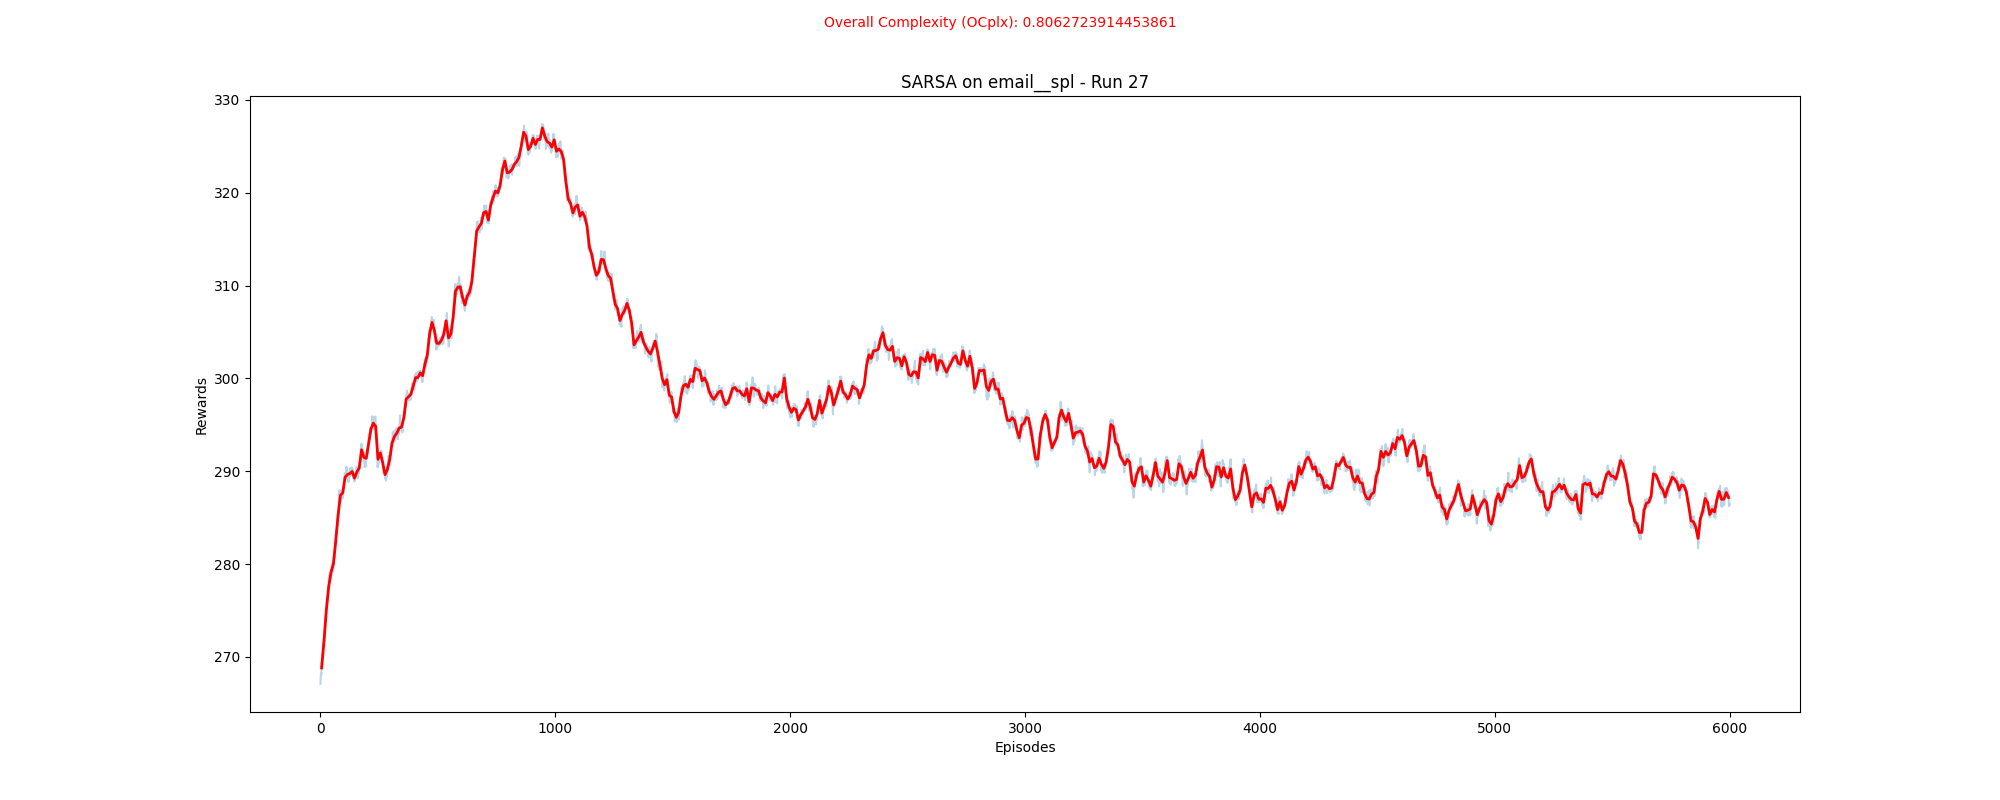 Overall Complexity (OCplx): 0.8062723914453861
SARSA on email__spl - Run 27
330
320
310
300
290
280
270
Rewards
0 1000 2000 3000 4000 5000 6000
Episodes